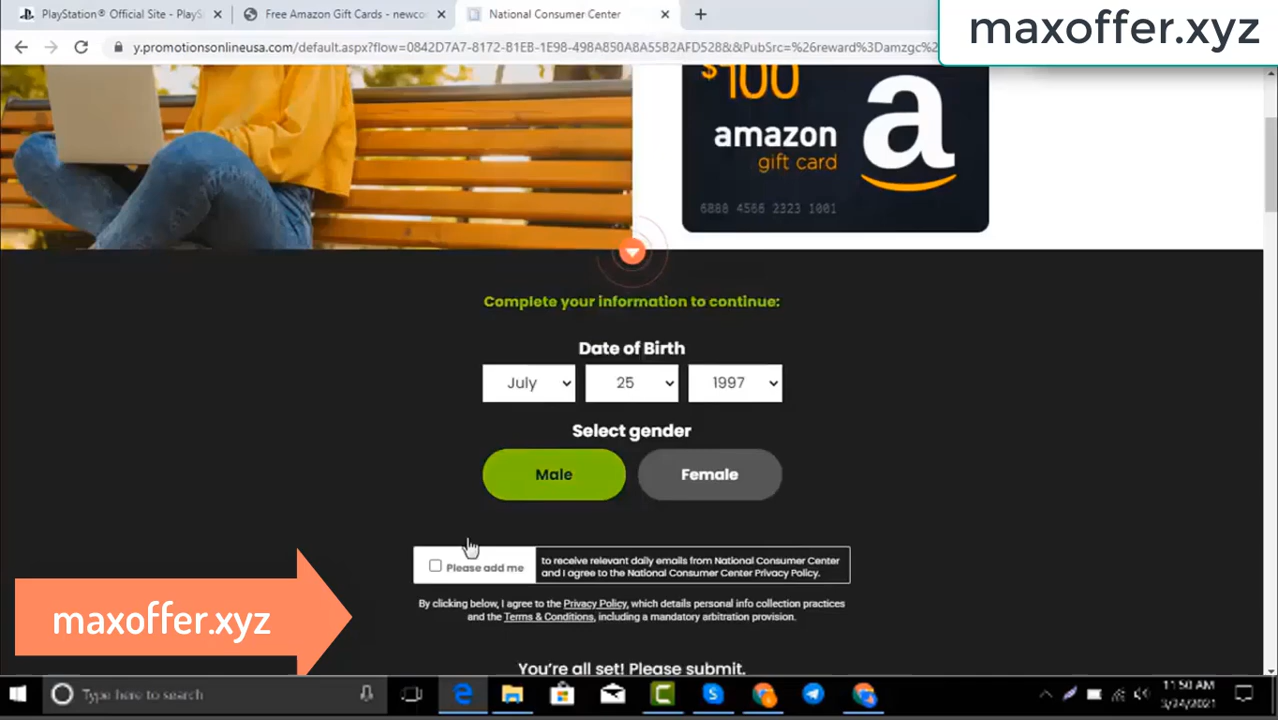 PlayStation® Official Site - PlayS
Free Amazon Gift Cards - newco
National Consumer Center
maxoffer.xyz
y.promotionsonlineusa.com/default.aspx?flow=0842D7A7-8172-B1EB-1E98-498A850A8A55B2AFD528&&PubSrc=%26reward%3Damzgc%
$100
amazon
gift card
6888 4566 2323 1001
Complete your information to continue:
Date of Birth
July 25 1997
Select gender
Male Female
Please add me
to receive relevant daily emails from National Consumer Center
and I agree to the National Consumer Center Privacy Policy.
By clicking below, I agree to the Privacy Policy, which details personal info collection practices
and the Terms & Conditions, including a mandatory arbitration provision.
maxoffer.xyz
You're all set! Please submit.
Type here to search
11:50 AM
3/24/2021